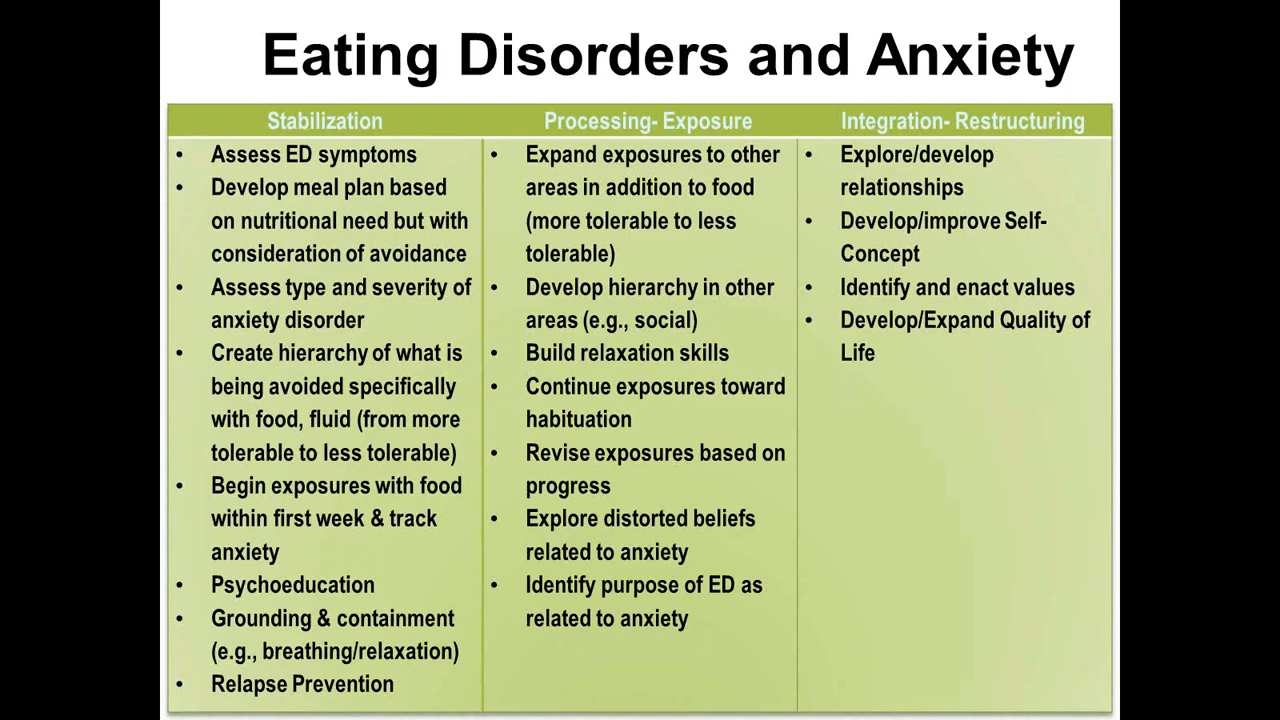 Eating Disorders and Anxiety
Stabilization
• Assess ED symptoms
• Develop meal plan based
on nutritional need but with
consideration of avoidance
• Assess type and severity of
anxiety disorder
• Create hierarchy of what is
being avoided specifically
with food, fluid (from more
tolerable to less tolerable)
• Begin exposures with food
within first week & track
anxiety
• Psychoeducation
• Grounding & containment
(e.g., breathing/relaxation)
• Relapse Prevention
Processing- Exposure
• Expand exposures to other
areas in addition to food
(more tolerable to less
tolerable)
• Develop hierarchy in other
areas (e.g., social)
• Build relaxation skills
• Continue exposures toward
habituation
• Revise exposures based on
progress
• Explore distorted beliefs
related to anxiety
• Identify purpose of ED as
related to anxiety
Integration- Restructuring
• Explore/develop
relationships
• Develop/improve Self-
Concept
• Identify and enact values
• Develop/Expand Quality of
Life